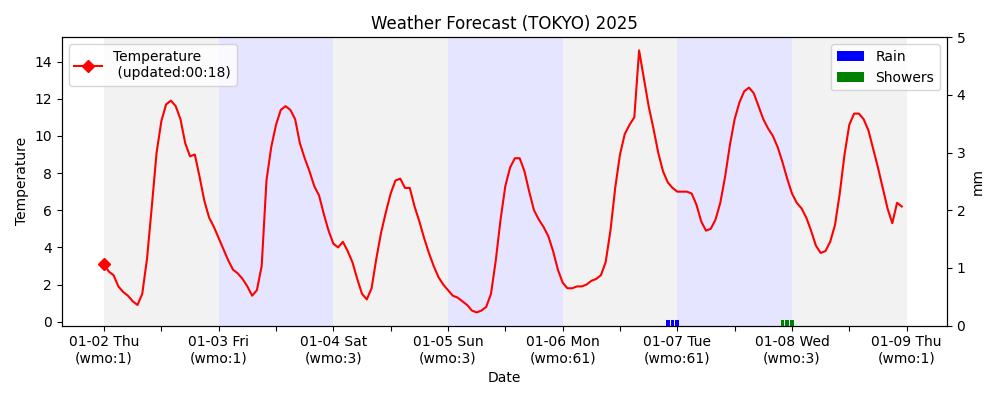 Weather Forecast (TOKYO) 2025
Temperature
(updated:00:18)
Rain
Showers
Temperature
14
12
10
8
6
4
2
0
5
4
3
2
1
0
mm
01-02 Thu
(wmo:1)
01-03 Fri
(wmo:1)
01-04 Sat
(wmo:3)
01-05 Sun
(wmo:3)
01-06 Mon
(wmo:61)
01-07 Tue
(wmo:61)
01-08 Wed
(wmo:3)
01-09 Thu
(wmo:1)
Date